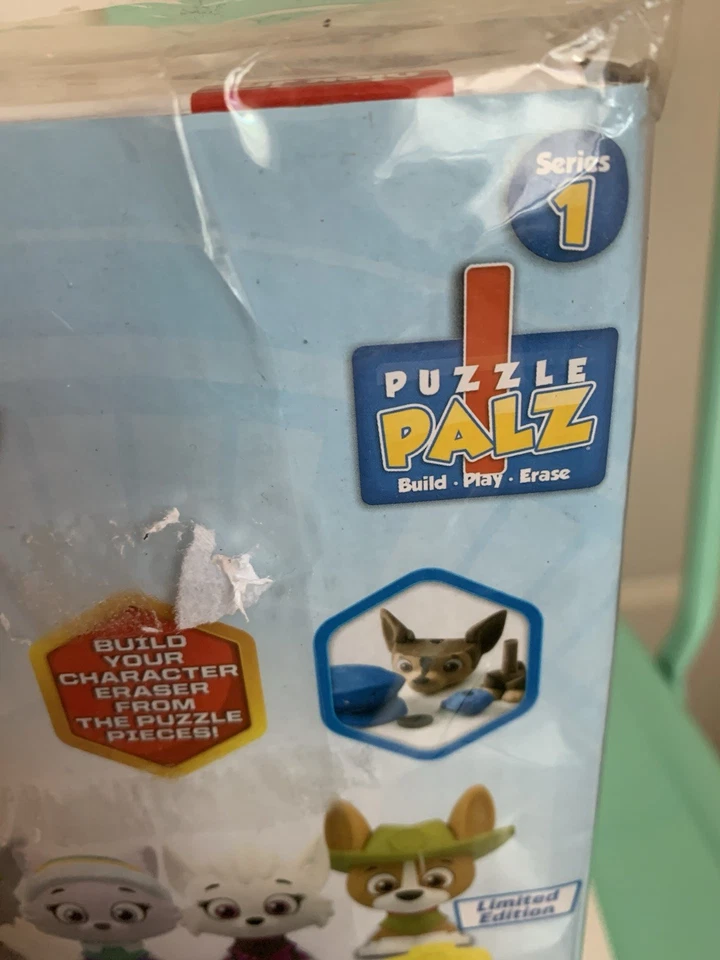 Series
1
PUZZLE
PALZ
Build · Play · Erase
BUILD
YOUR
CHARACTER
ERASER
FROM
THE PUZZLE
PIECES!
Limited
Edition